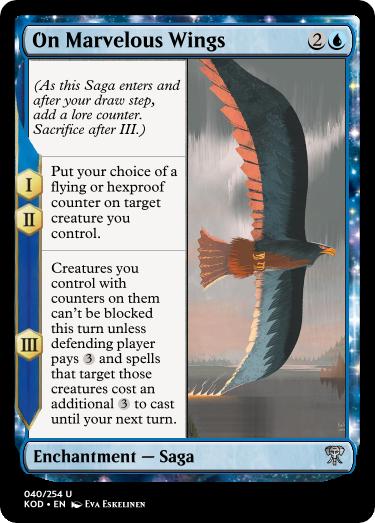 On Marvelous Wings 2
(As this Saga enters and
after your draw step,
add a lore counter.
Sacrifice after III.)
I
II
Put your choice of a
flying or hexproof
counter on target
creature you
control.
III
Creatures you
control with
counters on them
can't be blocked
this turn unless
defending player
pays 3 and spells
that target those
creatures cost an
additional 3 to cast
until your next turn.
Enchantment — Saga
040/254 U
KOD • EN Eva Eskelinen